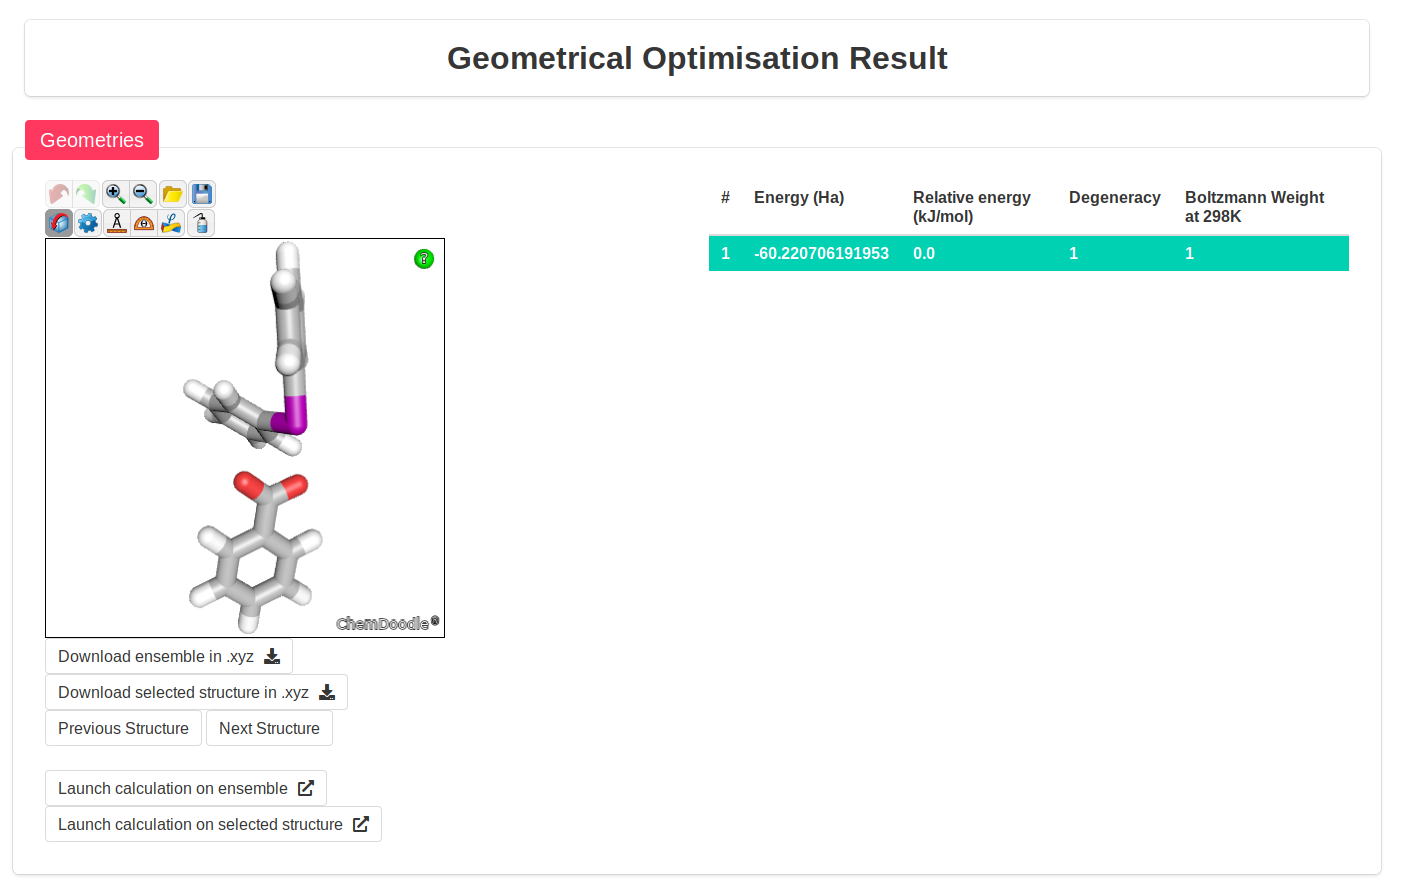 Geometrical Optimisation Result
Geometries
?
ChemDoodle®
# Energy (Ha) Relative energy (kJ/mol) Degeneracy Boltzmann Weight at 298K
1 -60.220706191953 0.0 1 1
Download ensemble in .xyz
Download selected structure in .xyz
Previous Structure Next Structure
Launch calculation on ensemble
Launch calculation on selected structure